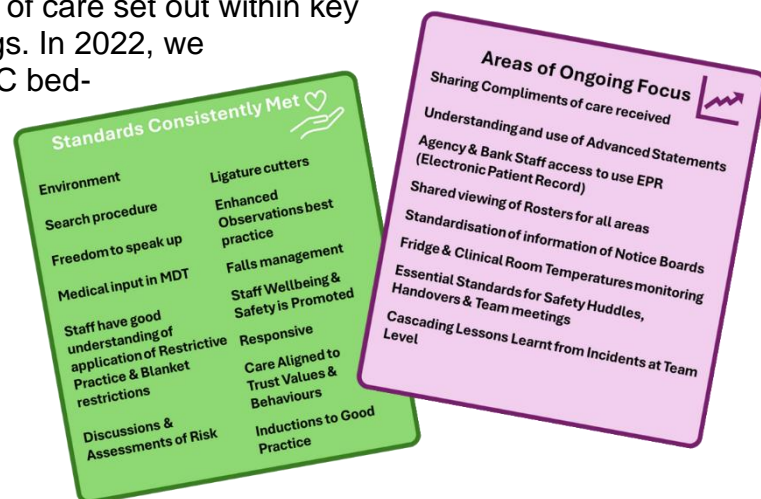 of care set out within key
gs. In 2022, we
C bed-
Standards Consistently Met
Environment
Search procedure
Freedom to speak up
Medical input in MDT
Staff have good
understanding of
application of Restrictive
Practice & Blanket
restrictions
Discussions &
Assessments of Risk
Ligature cutters
Enhanced
Observations best
practice
Falls management
Staff Wellbeing &
Safety is Promoted
Responsive
Care Aligned to
Trust Values &
Behaviours
Inductions to Good
Practice
Areas of Ongoing Focus
Sharing Compliments of care received
Understanding and use of Advanced Statements
Agency & Bank Staff access to use EPR
(Electronic Patient Record)
Shared viewing of Rosters for all areas
Standardisation of information of Notice Boards
Fridge & Clinical Room Temperatures monitoring
Essential Standards for Safety Huddles,
Handovers & Team meetings
Cascading Lessons Learnt from Incidents at Team
Level